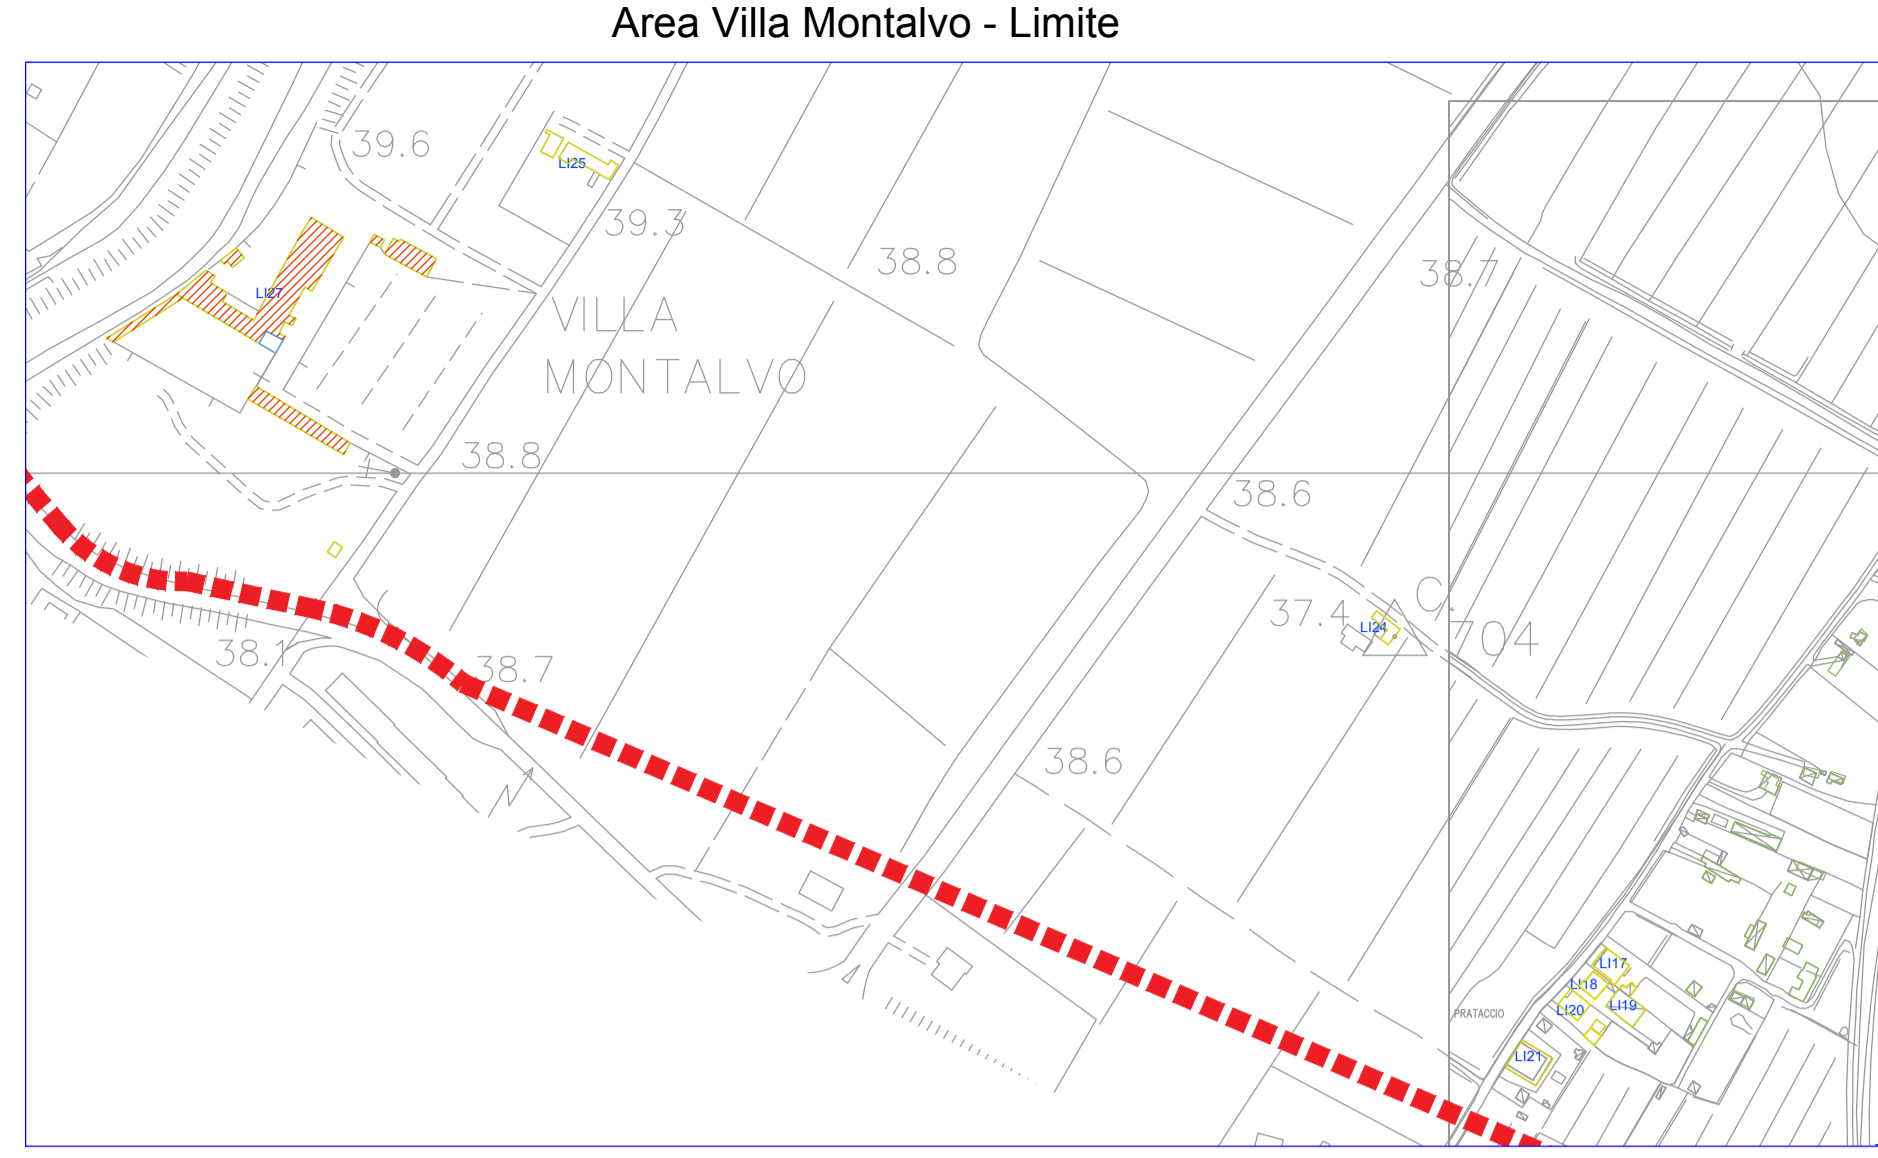 Area Villa Montalvo - Limite
39.6
LI25
39.3
38.8
38.7
LI27
VILLA
MONTALVO
38.8
38.6
C.
37.4
LI24
704
38.1
38.7
38.6
LI17
LI18
LI19
LI20
PRATACCIO
LI21